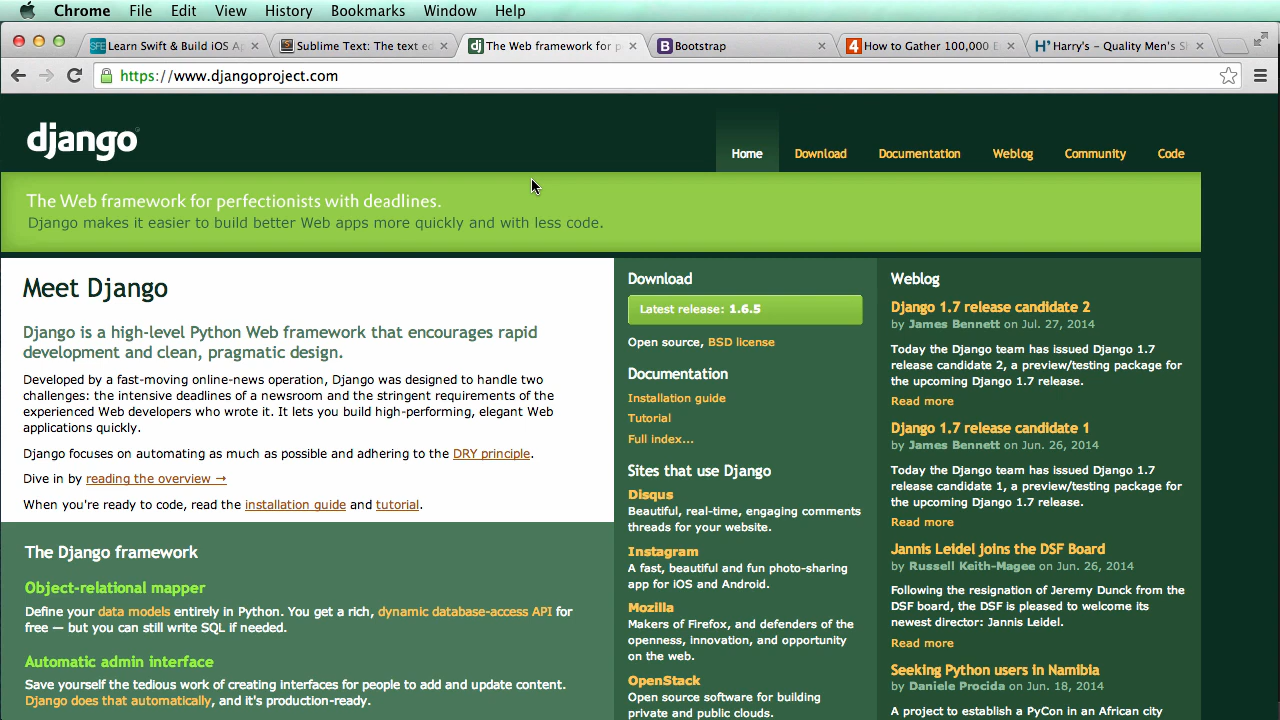 Chrome File Edit View History Bookmarks Window Help
Learn Swift & Build iOS A
Sublime Text: The text ed
The Web framework for p
Bootstrap
How to Gather 100,000 E
Harry's – Quality Men's S
https://www.djangoproject.com
django
Home Download Documentation Weblog Community Code
The Web framework for perfectionists with deadlines.
Django makes it easier to build better Web apps more quickly and with less code.
Meet Django
Django is a high-level Python Web framework that encourages rapid
development and clean, pragmatic design.
Developed by a fast-moving online-news operation, Django was designed to handle two
challenges: the intensive deadlines of a newsroom and the stringent requirements of the
experienced Web developers who wrote it. It lets you build high-performing, elegant Web
applications quickly.
Django focuses on automating as much as possible and adhering to the DRY principle.
Dive in by reading the overview →
When you're ready to code, read the installation guide and tutorial.
The Django framework
Object-relational mapper
Define your data models entirely in Python. You get a rich, dynamic database-access API for
free — but you can still write SQL if needed.
Automatic admin interface
Save yourself the tedious work of creating interfaces for people to add and update content.
Django does that automatically, and it's production-ready.
Download
Latest release: 1.6.5
Open source, BSD license
Documentation
Installation guide
Tutorial
Full index...
Sites that use Django
Disqus
Beautiful, real-time, engaging comments
threads for your website.
Instagram
A fast, beautiful and fun photo-sharing
app for iOS and Android.
Mozilla
Makers of Firefox, and defenders of the
openness, innovation, and opportunity
on the web.
OpenStack
Open source software for building
private and public clouds.
Weblog
Django 1.7 release candidate 2
by James Bennett on Jul. 27, 2014
Today the Django team has issued Django 1.7
release candidate 2, a preview/testing package for
the upcoming Django 1.7 release.
Read more
Django 1.7 release candidate 1
by James Bennett on Jun. 26, 2014
Today the Django team has issued Django 1.7
release candidate 1, a preview/testing package for
the upcoming Django 1.7 release.
Read more
Jannis Leidel joins the DSF Board
by Russell Keith-Magee on Jun. 26, 2014
Following the resignation of Jeremy Dunck from the
DSF board, the DSF is pleased to welcome its
newest director: Jannis Leidel.
Read more
Seeking Python users in Namibia
by Daniele Procida on Jun. 18, 2014
A project to establish a PyCon in an African city